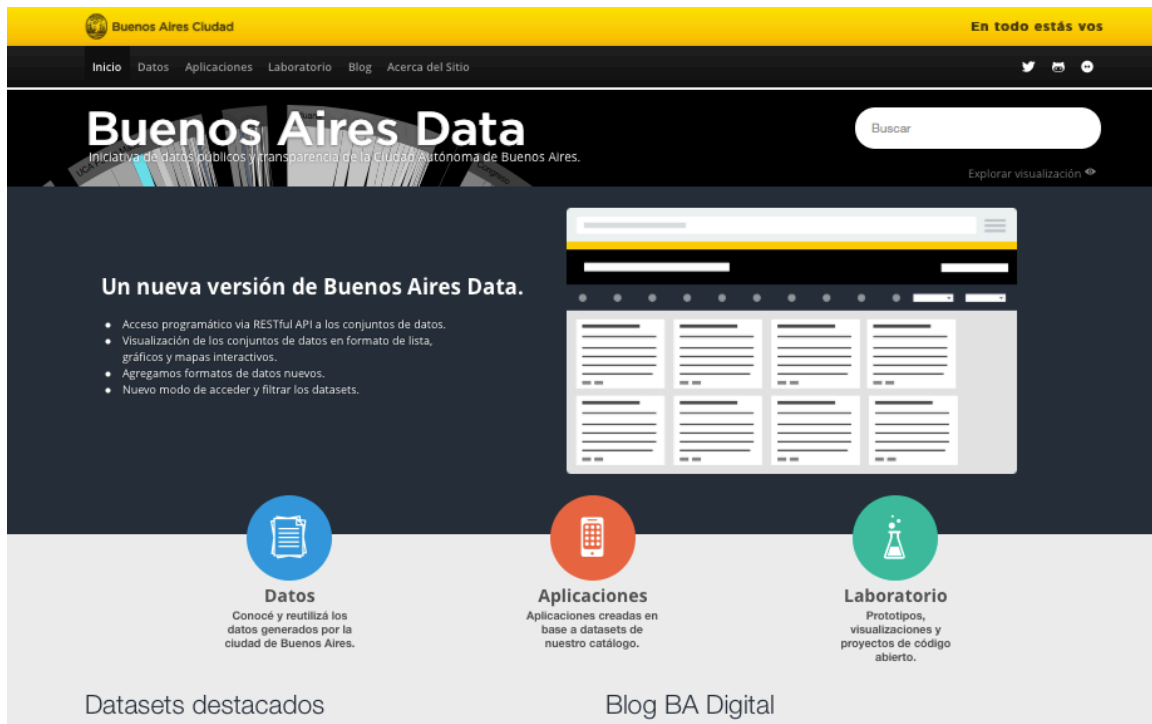 Buenos Aires Ciudad
En todo estás vos
Inicio Datos Aplicaciones Laboratorio Blog Acerca del Sitio
Buenos Aires Data
Iniciativa de datos públicos y transparencia de la Ciudad Autónoma de Buenos Aires.
Buscar
Explorar visualización
Un nueva versión de Buenos Aires Data.
Acceso programático via RESTful API a los conjuntos de datos.
Visualización de los conjuntos de datos en formato de lista,
gráficos y mapas interactivos.
Agregamos formatos de datos nuevos.
Nuevo modo de acceder y filtrar los datasets.
Datos
Conocé y reutilizá los
datos generados por la
ciudad de Buenos Aires.
Aplicaciones
Aplicaciones creadas en
base a datasets de
nuestro catálogo.
Laboratorio
Prototipos,
visualizaciones y
proyectos de código
abierto.
Datasets destacados
Blog BA Digital